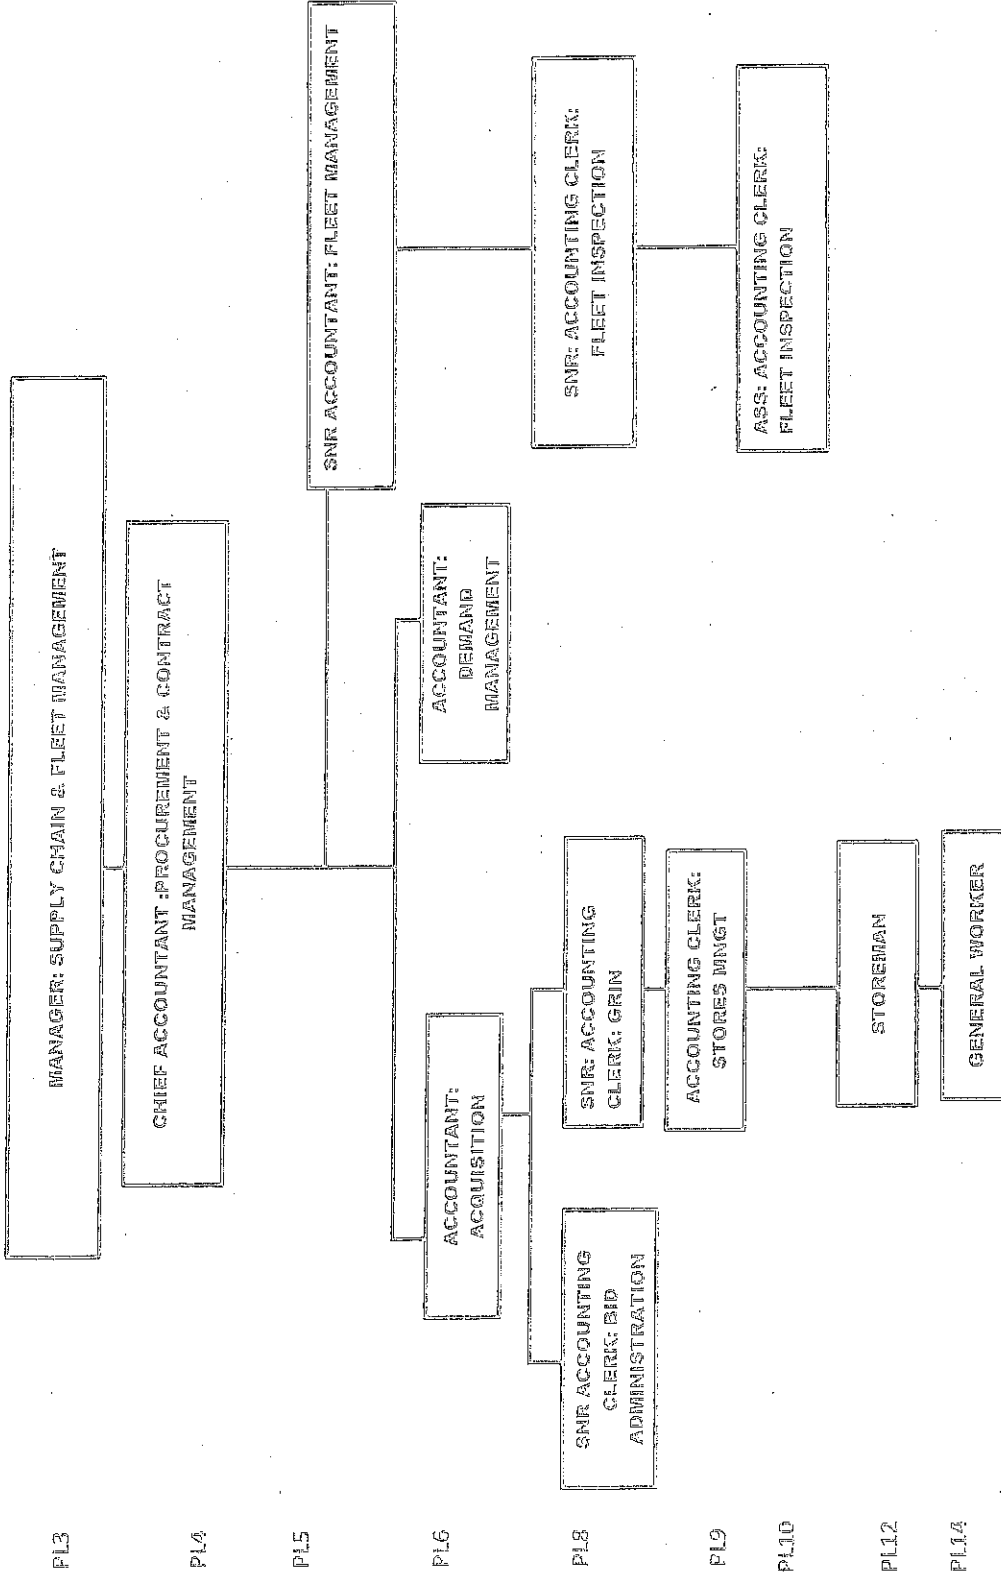 PL3
MANAGER: SUPPLY CHAIN & FLEET MANAGEMENT
PL4
CHIEF ACCOUNTANT :PROCUREMENT & CONTRACT
MANAGEMENT
PL5
SNR ACCOUNTANT: FLEET MANAGEMENT
PL6
ACCOUNTANT:
ACQUISITION
ACCOUNTANT:
DEMAND
MANAGEMENT
PL8
SNR ACCOUNTING
CLERK: BID
ADMINISTRATION
SNR: ACCOUNTING
CLERK: GRIN
SNR: ACCOUNTING CLERK:
FLEET INSPECTION
PL9
ACCOUNTING CLERK:
STORES MNGT
ASS: ACCOUNTING CLERK:
FLEET INSPECTION
PL10
PL12
STOREMAN
PL14
GENERAL WORKER